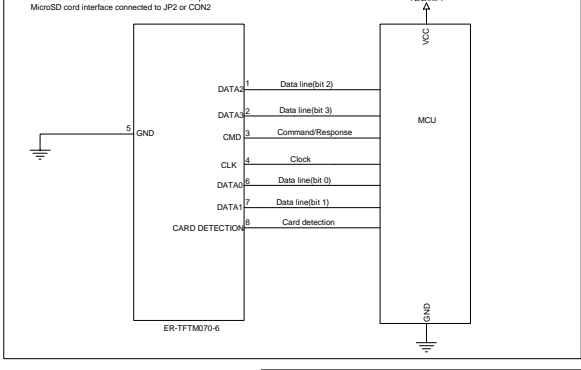 MicroSD cord interface connected to JP2 or CON2
VCC
DATA2 1 Data line(bit 2)
DATA3 2 Data line(bit 3)
MCU
5 GND
CMD 3 Command/Response
CLK 4 Clock
DATA0 6 Data line(bit 0)
DATA1 7 Data line(bit 1)
CARD DETECTION 8 Card detection
GND
ER-TFTM070-6